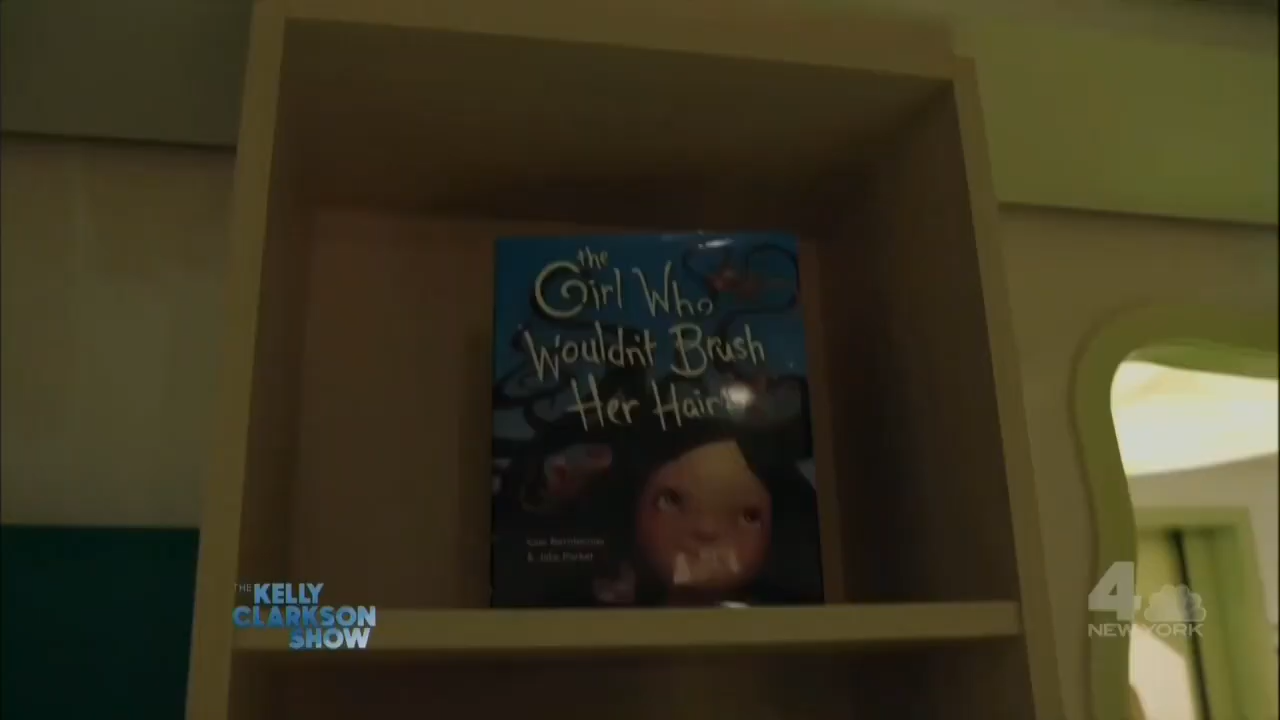 the
Girl Who
Wouldn't Brush
Her Hair
THE
KELLY
CLARKSON
SHOW
4
NEW YORK